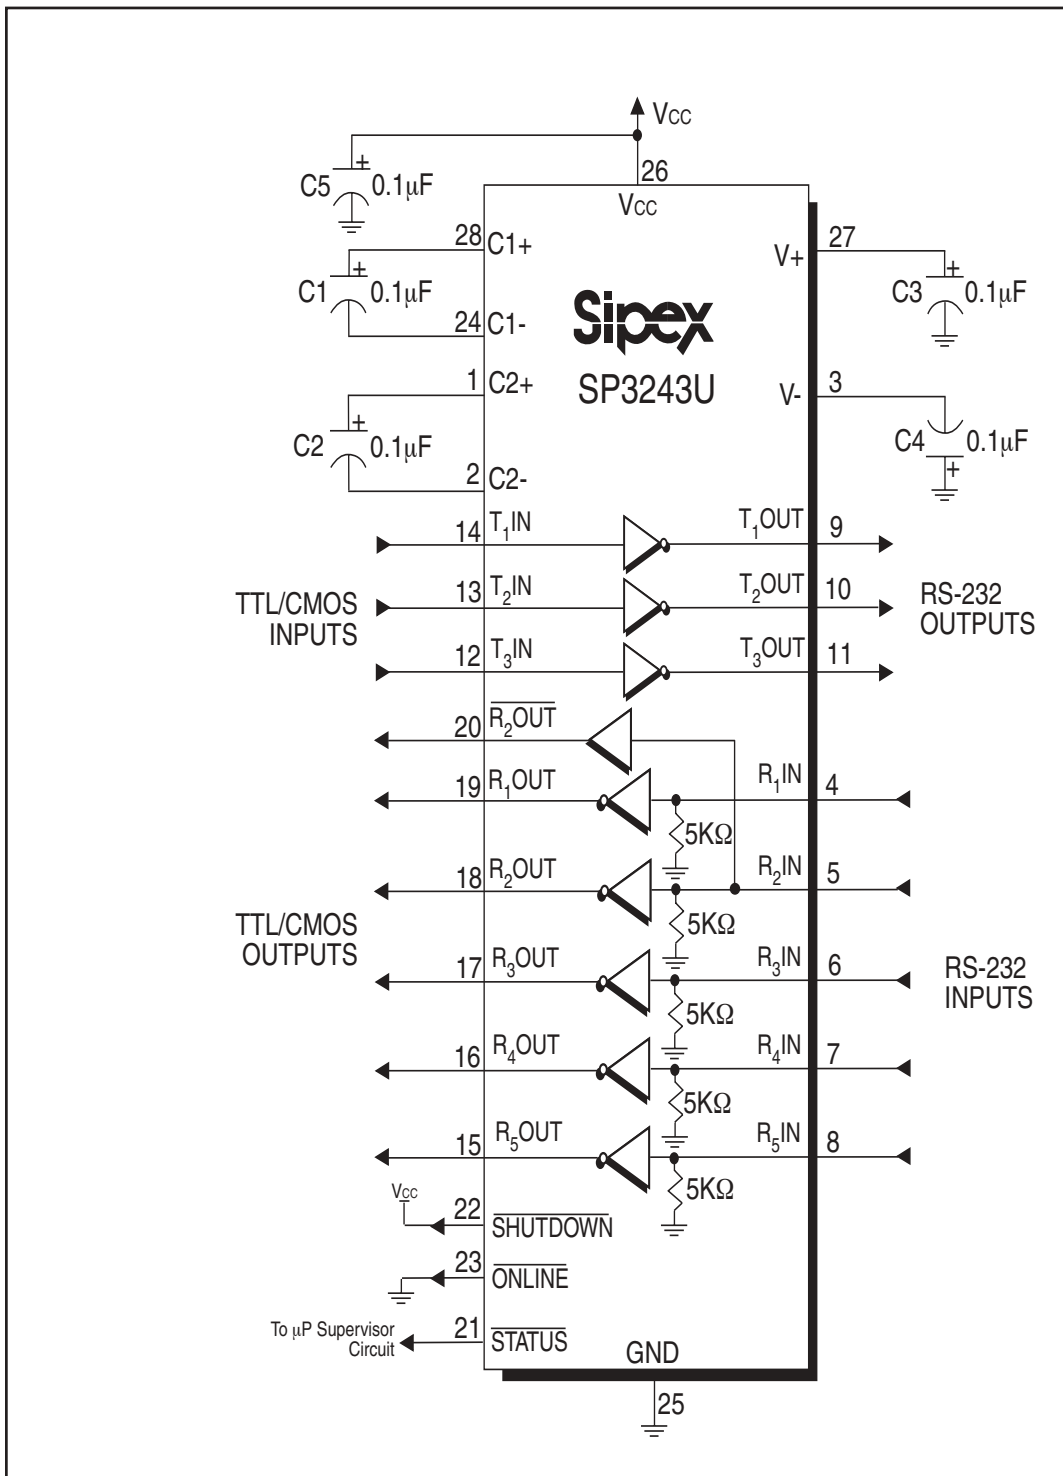 VCC
26
VCC
C5
+
0.1μF
28
C1+
C1
+
0.1μF
24
C1-
1
C2+
C2
+
0.1μF
2
C2-
Sipex
SP3243U
V+
27
C3
+
0.1μF
V-
3
C4
0.1μF
+
14 T1IN
T1OUT 9
13 T2IN
T2OUT 10
12 T3IN
T3OUT 11
TTL/CMOS
INPUTS
RS-232
OUTPUTS
20 R2OUT
19 R1OUT
R1IN 4
5KΩ
18 R2OUT
R2IN 5
5KΩ
TTL/CMOS
OUTPUTS
17 R3OUT
R3IN 6
5KΩ
RS-232
INPUTS
16 R4OUT
R4IN 7
5KΩ
15 R5OUT
R5IN 8
5KΩ
VCC
22 SHUTDOWN
23 ONLINE
To μP Supervisor
Circuit
21 STATUS
GND
25